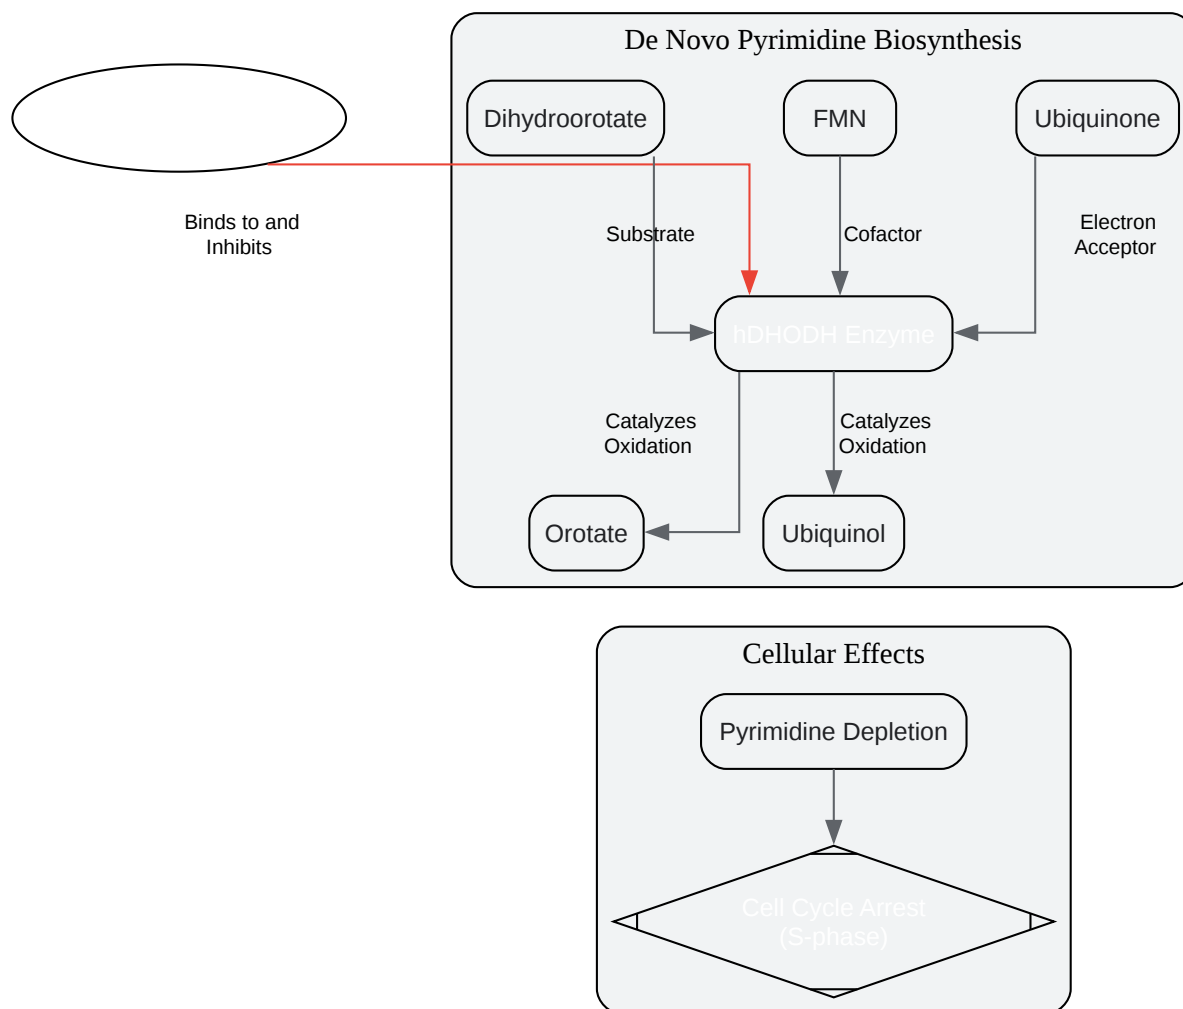 De Novo Pyrimidine Biosynthesis
Dihydroorotate
FMN
Ubiquinone
Binds to and
Inhibits
Substrate
Cofactor
Electron
Acceptor
hDHODH Enzyme
Catalyzes
Oxidation
Catalyzes
Oxidation
Orotate
Ubiquinol
Cellular Effects
Pyrimidine Depletion
Cell Cycle Arrest
(S-phase)